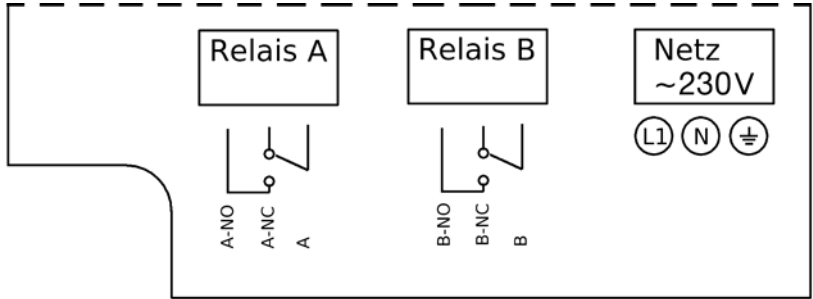 Relais A
Relais B
Netz
~230V
L1 N
A-NO
A-NC
A
B-NO
B-NC
B